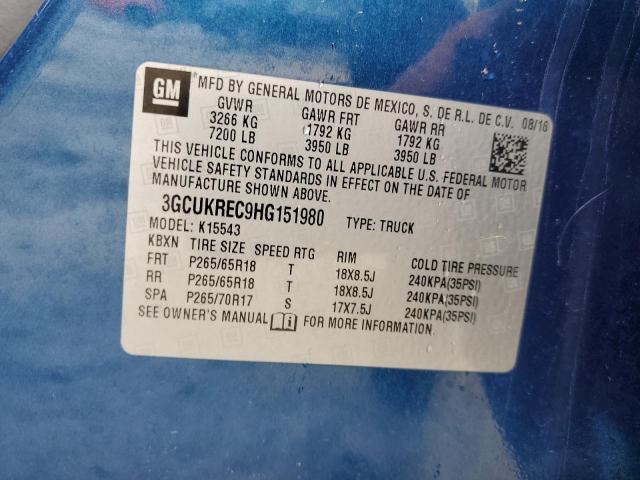 GM MFD BY GENERAL MOTORS DE MEXICO, S. DE R.L. DE C.V. 08/16
GVWR GAWR FRT GAWR RR
3266 KG 1792 KG 1792 KG
7200 LB 3950 LB 3950 LB
THIS VEHICLE CONFORMS TO ALL APPLICABLE U.S. FEDERAL MOTOR
VEHICLE SAFETY STANDARDS IN EFFECT ON THE DATE OF
MANUFACTURE SHOWN ABOVE.
3GCUKREC9HG151980 TYPE: TRUCK
MODEL: K15543
KBXN TIRE SIZE SPEED RTG RIM COLD TIRE PRESSURE
FRT P265/65R18 T 18X8.5J 240KPA(35PSI)
RR P265/65R18 T 18X8.5J 240KPA(35PSI)
SPA P265/70R17 S 17X7.5J 240KPA(35PSI)
SEE OWNER'S MANUAL FOR MORE INFORMATION.